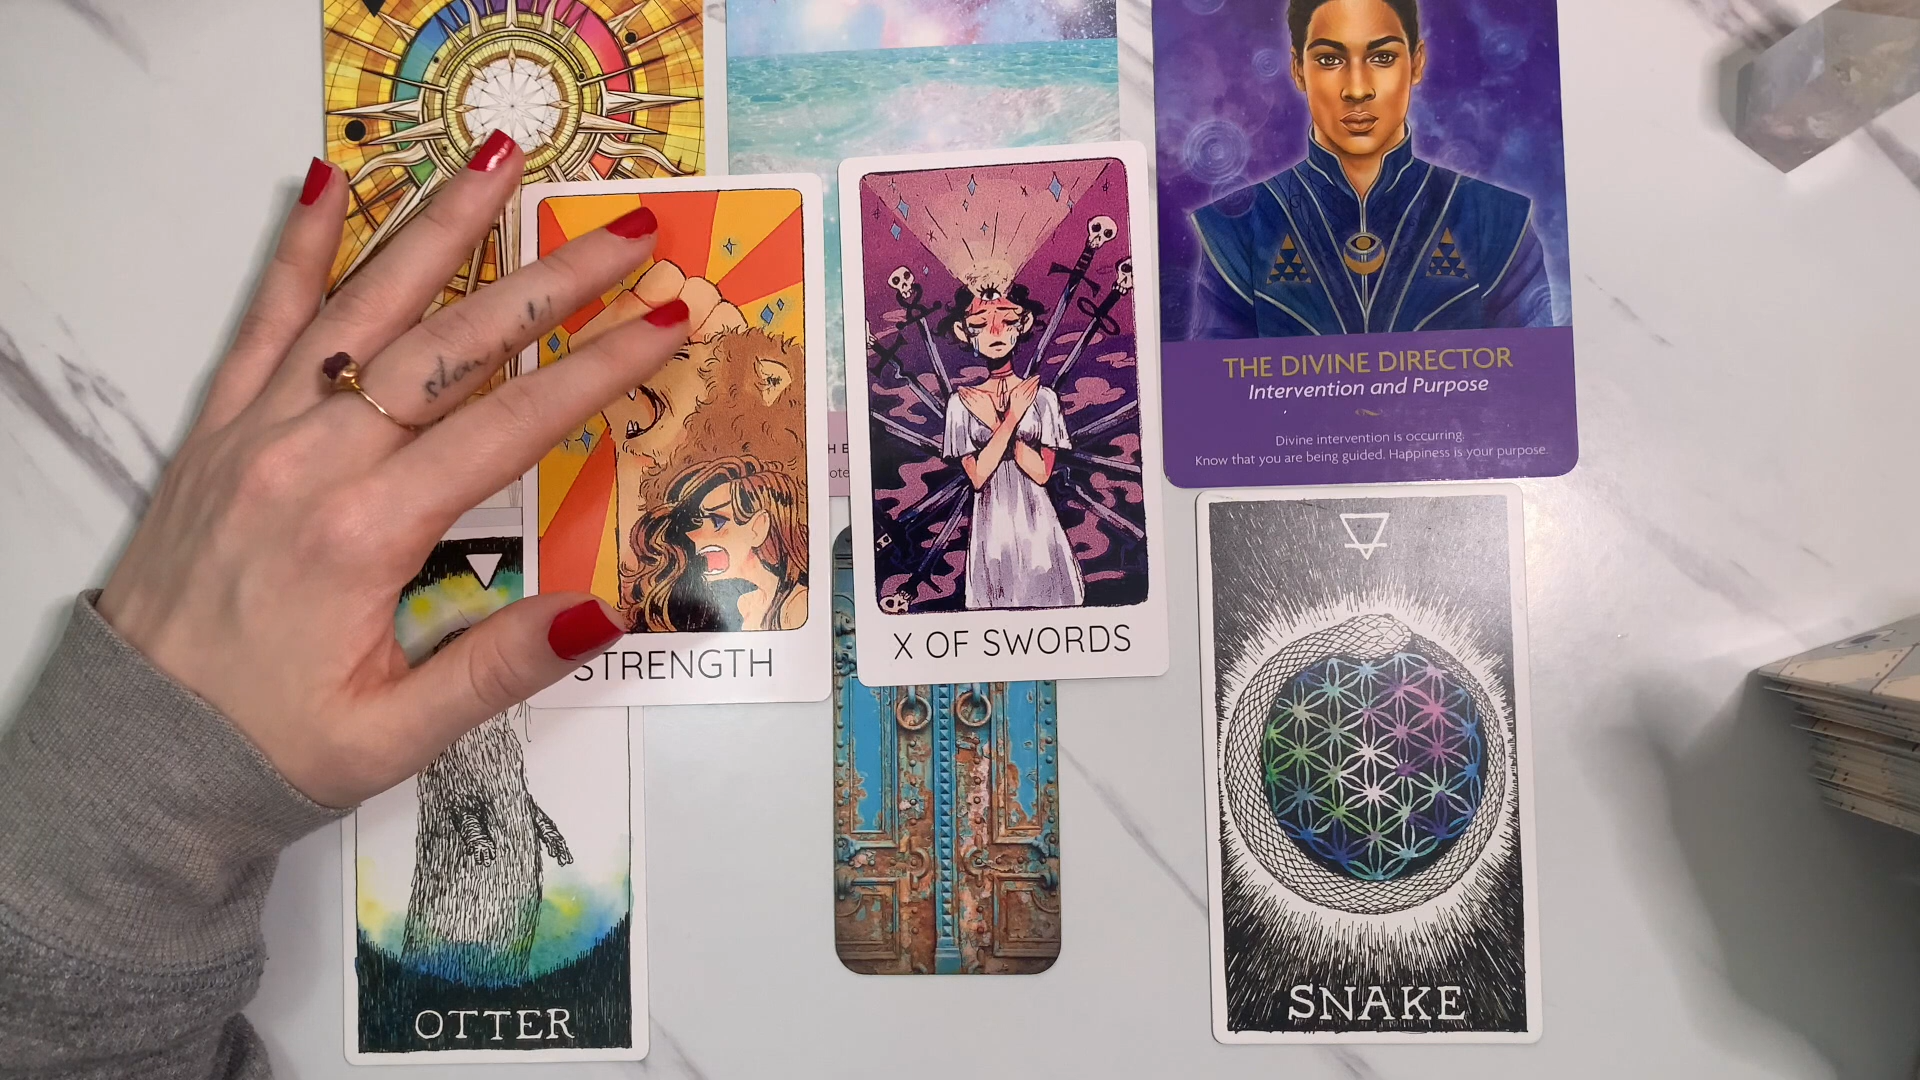 STRENGTH
X OF SWORDS
THE DIVINE DIRECTOR
Intervention and Purpose
Divine intervention is occurring.
Know that you are being guided. Happiness is your purpose.
OTTER
SNAKE